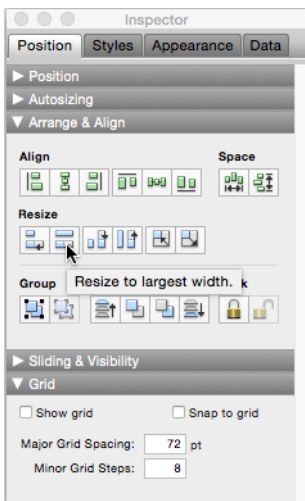 Inspector
Position Styles Appearance Data
Position
Autosizing
Arrange & Align
Align Space
Resize
Resize to largest width.
Group
Sliding & Visibility
Grid
Show grid Snap to grid
Major Grid Spacing: 72 pt
Minor Grid Steps: 8